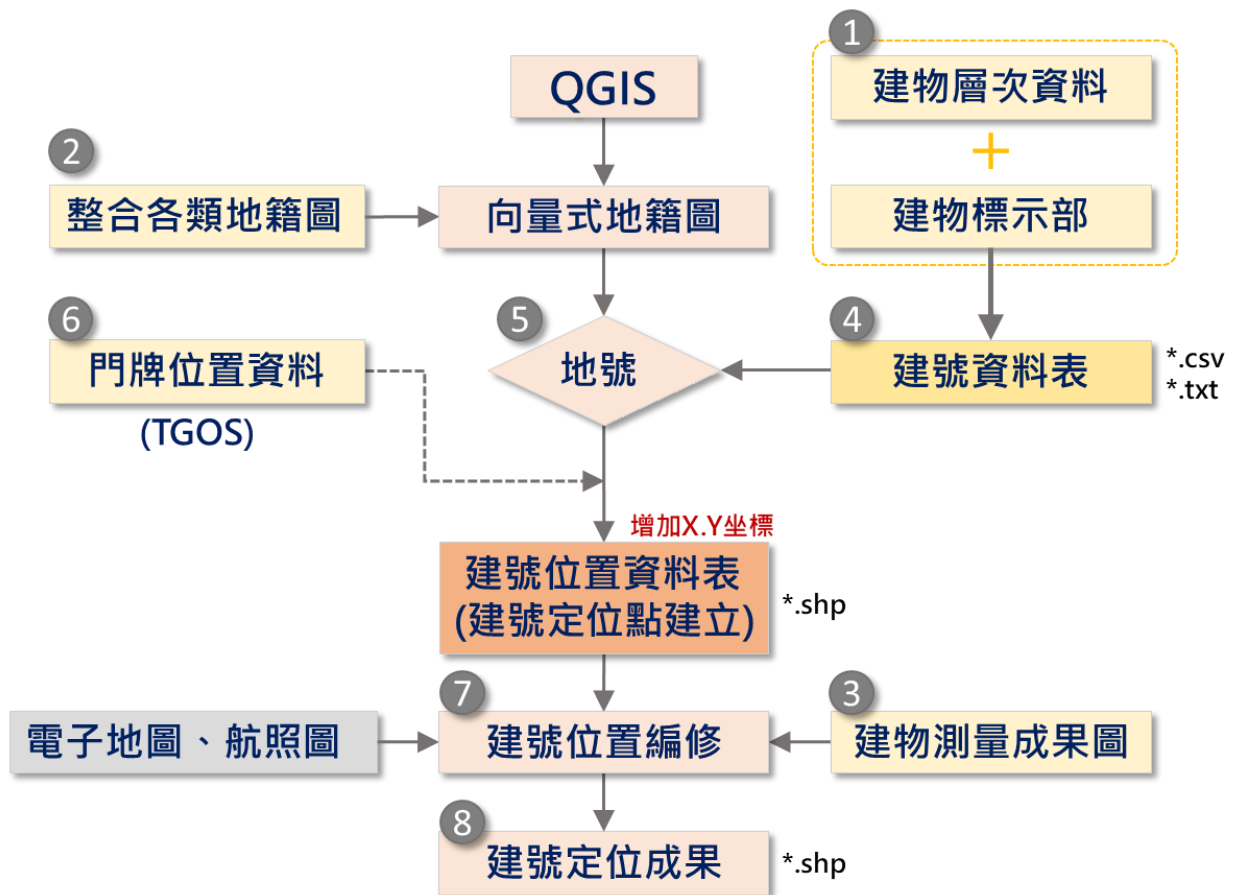 1
建物層次資料
+
建物標示部
QGIS
2
整合各類地籍圖
向量式地籍圖
6
門牌位置資料
(TGOS)
5
地號
4
建號資料表
*.csv
*.txt
增加X.Y坐標
建號位置資料表
(建號定位點建立)
*.shp
7
建號位置編修
電子地圖、航照圖
3
建物測量成果圖
8
建號定位成果
*.shp